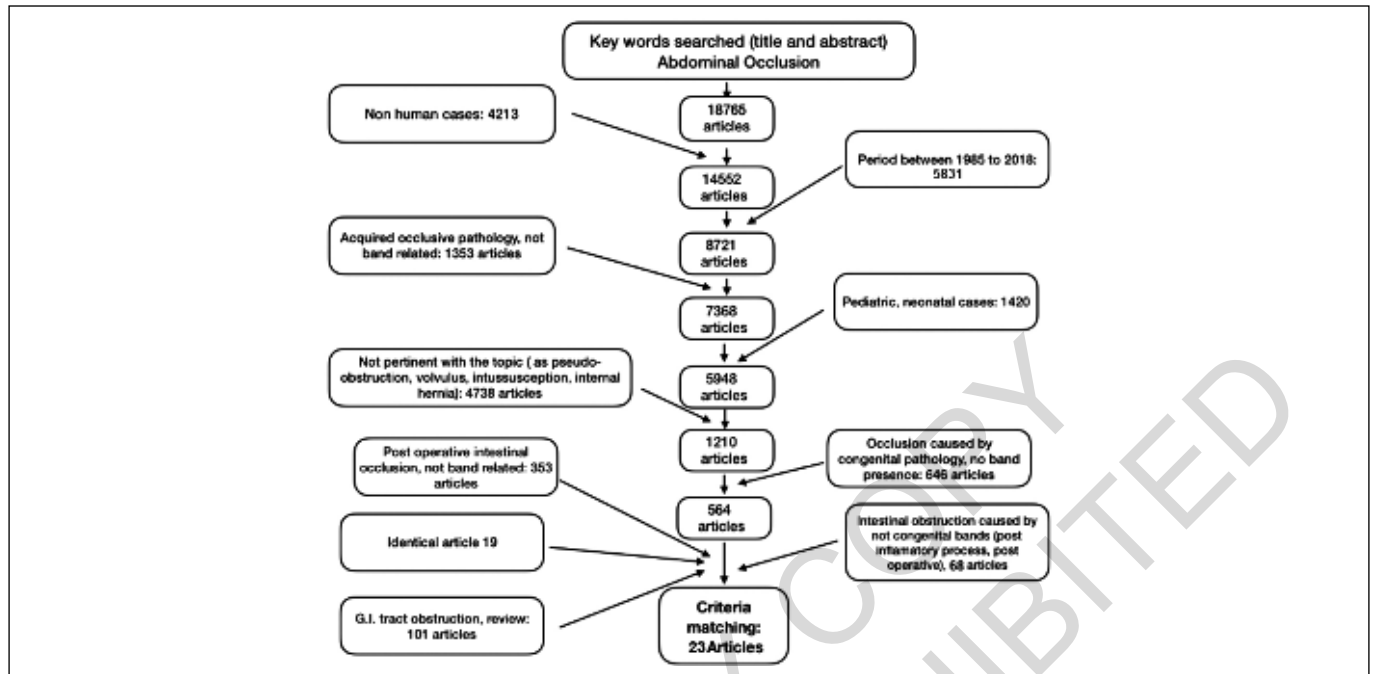 Key words searched (title and abstract)
Abdominal Occlusion
Non human cases: 4213
18765
articles
Period between 1985 to 2018:
5831
14552
articles
Acquired occlusive pathology, not
band related: 1353 articles
8721
articles
7368
articles
Pediatric, neonatal cases: 1420
Not pertinent with the topic ( as pseudo-
obstruction, volvulus, intussusception, internal
hernia): 4738 articles
5948
articles
1210
articles
Post operative intestinal
occlusion, not band related: 353
articles
Occlusion caused by
congenital pathology, no band
presence: 646 articles
564
articles
Identical article 19
Intestinal obstruction caused by
not congenital bands (post
inflamatory process, post
operative), 68 articles
G.I. tract obstruction, review:
101 articles
Criteria
matching:
23Articles
COPY